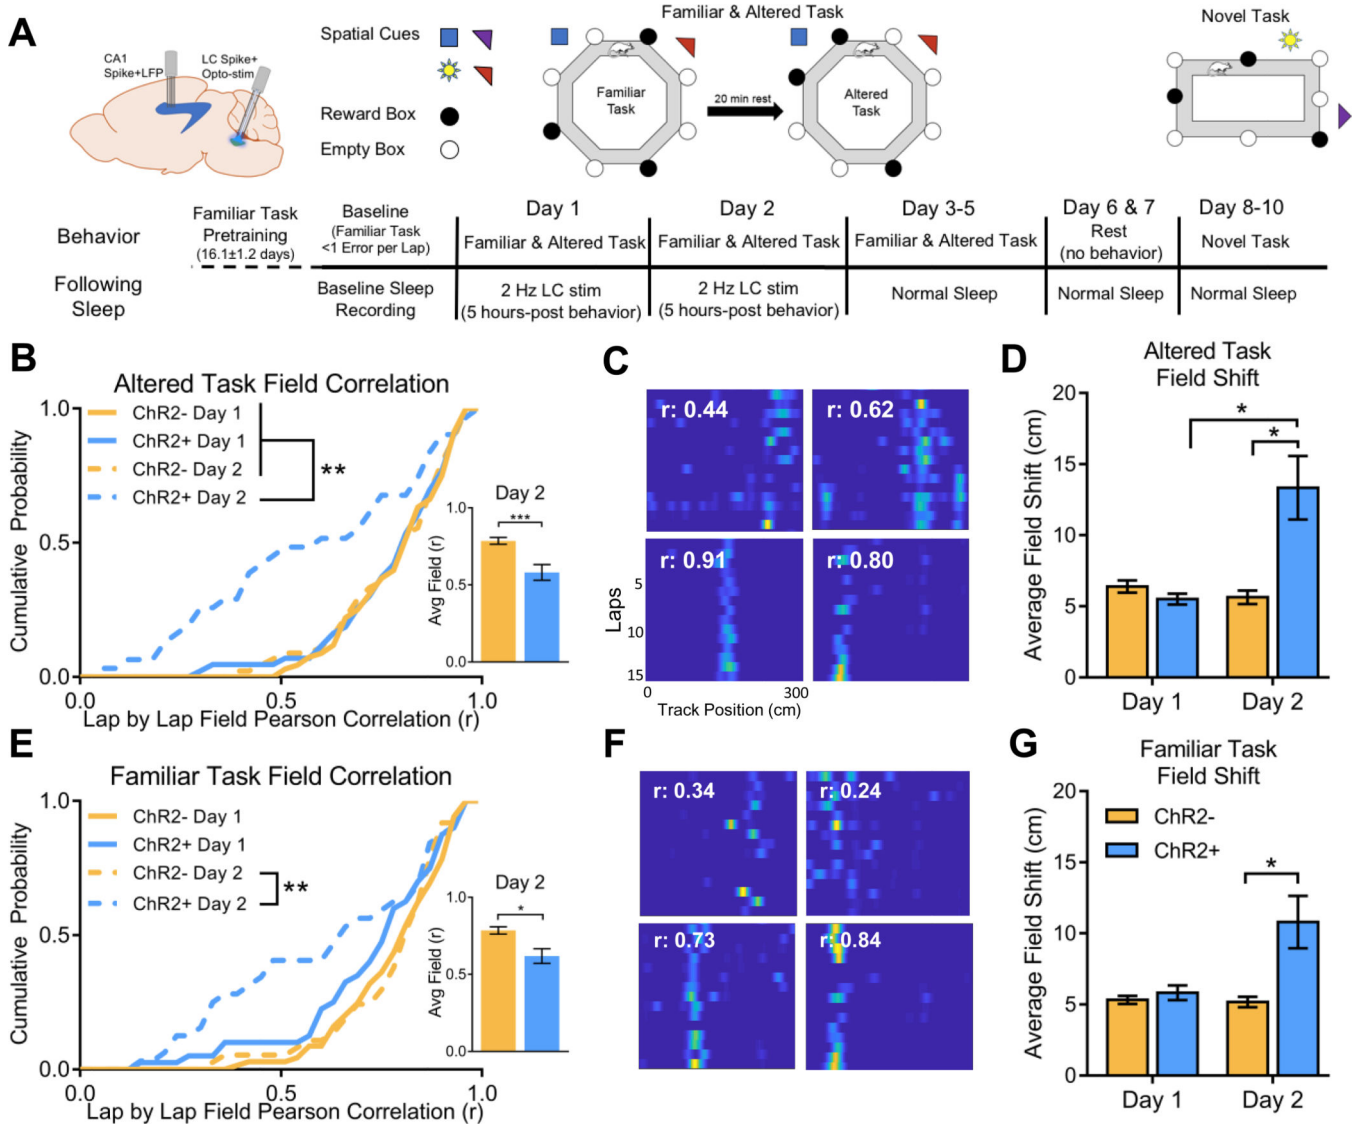 A
CA1
Spike+LFP
LC Spike+
Opto-stim
Spatial Cues
Reward Box
Empty Box
Familiar & Altered Task
Familiar
Task
20 min rest
Altered
Task
Novel Task
Behavior
Following
Sleep
Familiar Task
Pretraining
(16.1±1.2 days)
Baseline
(Familiar Task
<1 Error per Lap)
Baseline Sleep
Recording
Day 1
Familiar & Altered Task
2 Hz LC stim
(5 hours-post behavior)
Day 2
Familiar & Altered Task
2 Hz LC stim
(5 hours-post behavior)
Day 3-5
Familiar & Altered Task
Normal Sleep
Day 6 & 7
Rest
(no behavior)
Normal Sleep
Day 8-10
Novel Task
Normal Sleep
B
Altered Task Field Correlation
ChR2- Day 1
ChR2+ Day 1
ChR2- Day 2
ChR2+ Day 2
**
Cumulative Probability
1.0
0.5
0.0
0.0 0.5 1.0
Lap by Lap Field Pearson Correlation (r)
Day 2
***
Avg Field (r)
1.0
0.5
0.0
C
r: 0.44
r: 0.62
r: 0.91
r: 0.80
Laps
5
10
15
0 300
Track Position (cm)
D
Altered Task
Field Shift
Average Field Shift (cm)
20
15
10
5
0
*
*
Day 1 Day 2
E
Familiar Task Field Correlation
ChR2- Day 1
ChR2+ Day 1
ChR2- Day 2
ChR2+ Day 2
**
Cumulative Probability
1.0
0.5
0.0
0.0 0.5 1.0
Lap by Lap Field Pearson Correlation (r)
Day 2
*
Avg Field (r)
1.0
0.5
0.0
F
r: 0.34
r: 0.24
r: 0.73
r: 0.84
G
Familiar Task
Field Shift
ChR2-
ChR2+
Average Field Shift (cm)
20
15
10
5
0
*
Day 1 Day 2